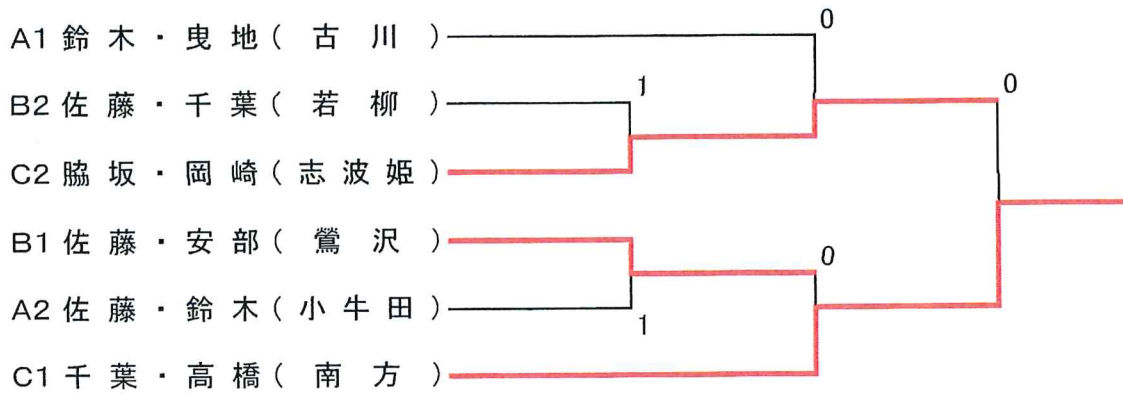 0
A1 鈴木・曳地(古川)
1
0
B2 佐藤・千葉(若柳)
C2 脇坂・岡崎(志波姫)
B1 佐藤・安部(鶯沢)
0
A2 佐藤・鈴木(小牛田)
1
C1 千葉・高橋(南方)